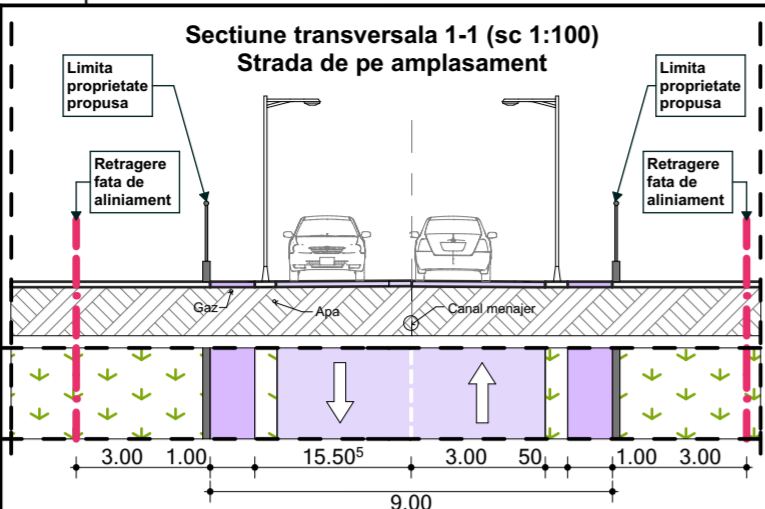 Sectiune transversala 1-1 (sc 1:100)
Strada de pe amplasament
Limita
proprietate
propusa
Limita
proprietate
propusa
Retragere
fata de
aliniament
Retragere
fata de
aliniament
Gaz
Apa
Canal menajer
3.00 1.00 15.50⁵ 3.00 50 1.00 3.00
9.00